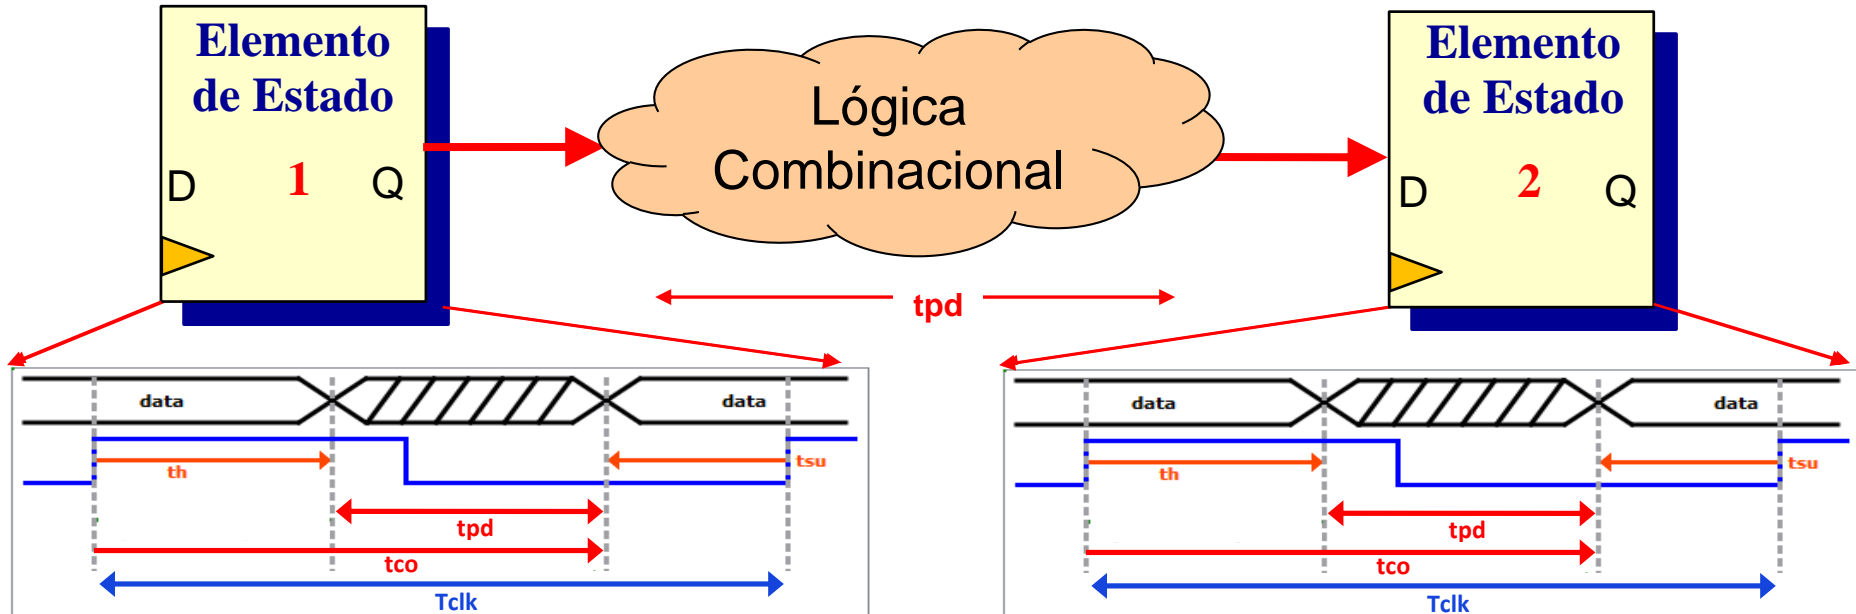 Elemento
de Estado
D 1 Q
Lógica
Combinacional
Elemento
de Estado
D 2 Q
tpd
data data
th tsu
tpd
tco
Tclk
data data
th tsu
tpd
tco
Tclk